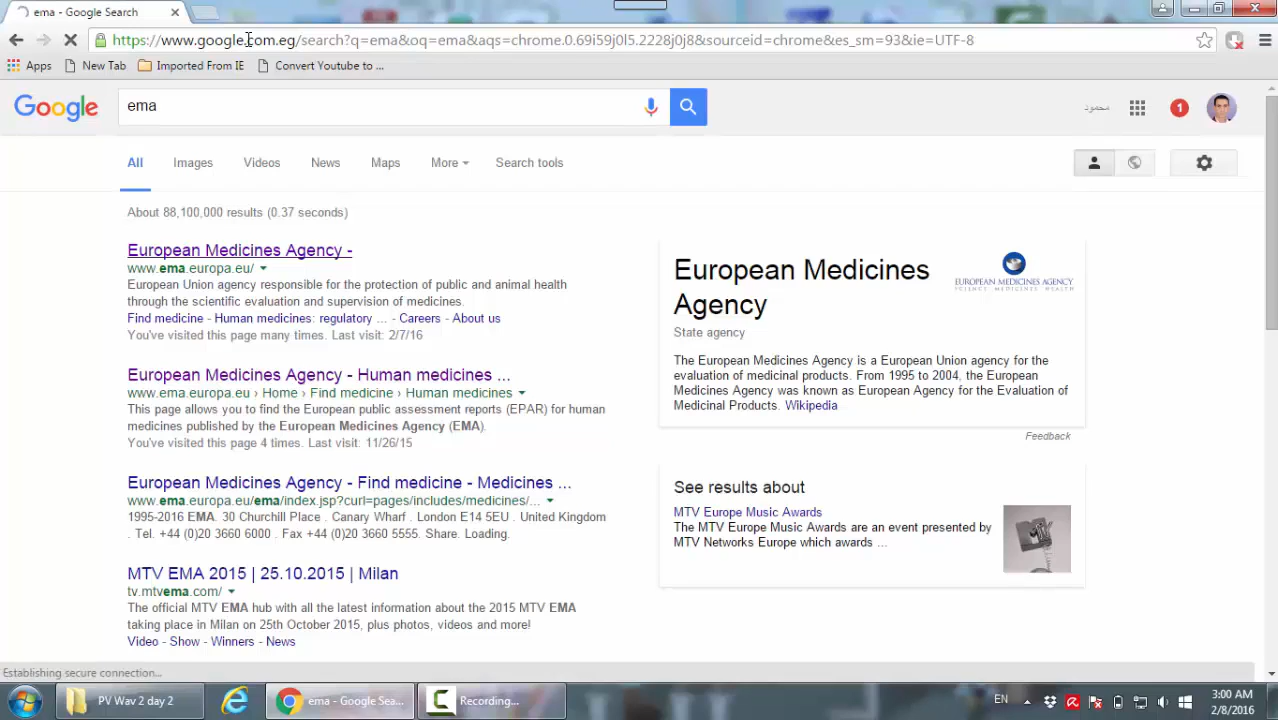 ema - Google Search
https://www.google.com.eg/search?q=ema&oq=ema&aqs=chrome.0.69i59j0l5.2228j0j8&sourceid=chrome&es_sm=93&ie=UTF-8
Apps New Tab Imported From IE Convert Youtube to ...
Google ema محمود 1
All Images Videos News Maps More Search tools
About 88,100,000 results (0.37 seconds)
European Medicines Agency -
www.ema.europa.eu/
European Union agency responsible for the protection of public and animal health
through the scientific evaluation and supervision of medicines.
Find medicine - Human medicines: regulatory ... - Careers - About us
You've visited this page many times. Last visit: 2/7/16
European Medicines Agency - Human medicines ...
www.ema.europa.eu › Home › Find medicine › Human medicines
This page allows you to find the European public assessment reports (EPAR) for human
medicines published by the European Medicines Agency (EMA).
You've visited this page 4 times. Last visit: 11/26/15
European Medicines Agency - Find medicine - Medicines ...
www.ema.europa.eu/ema/index.jsp?curl=pages/includes/medicines/...
1995-2016 EMA. 30 Churchill Place . Canary Wharf . London E14 5EU . United Kingdom
. Tel. +44 (0)20 3660 6000 . Fax +44 (0)20 3660 5555. Share. Loading.
MTV EMA 2015 | 25.10.2015 | Milan
tv.mtvema.com/
The official MTV EMA hub with all the latest information about the 2015 MTV EMA
taking place in Milan on 25th October 2015, plus photos, videos and more!
Video - Show - Winners - News
European Medicines
Agency
EUROPEAN MEDICINES AGENCY
SCIENCE MEDICINES HEALTH
State agency
The European Medicines Agency is a European Union agency for the
evaluation of medicinal products. From 1995 to 2004, the European
Medicines Agency was known as European Agency for the Evaluation of
Medicinal Products. Wikipedia
Feedback
See results about
MTV Europe Music Awards
The MTV Europe Music Awards are an event presented by
MTV Networks Europe which awards ...
Establishing secure connection...
PV Wav 2 day 2 ema - Google Sea... Recording... EN 3:00 AM
2/8/2016